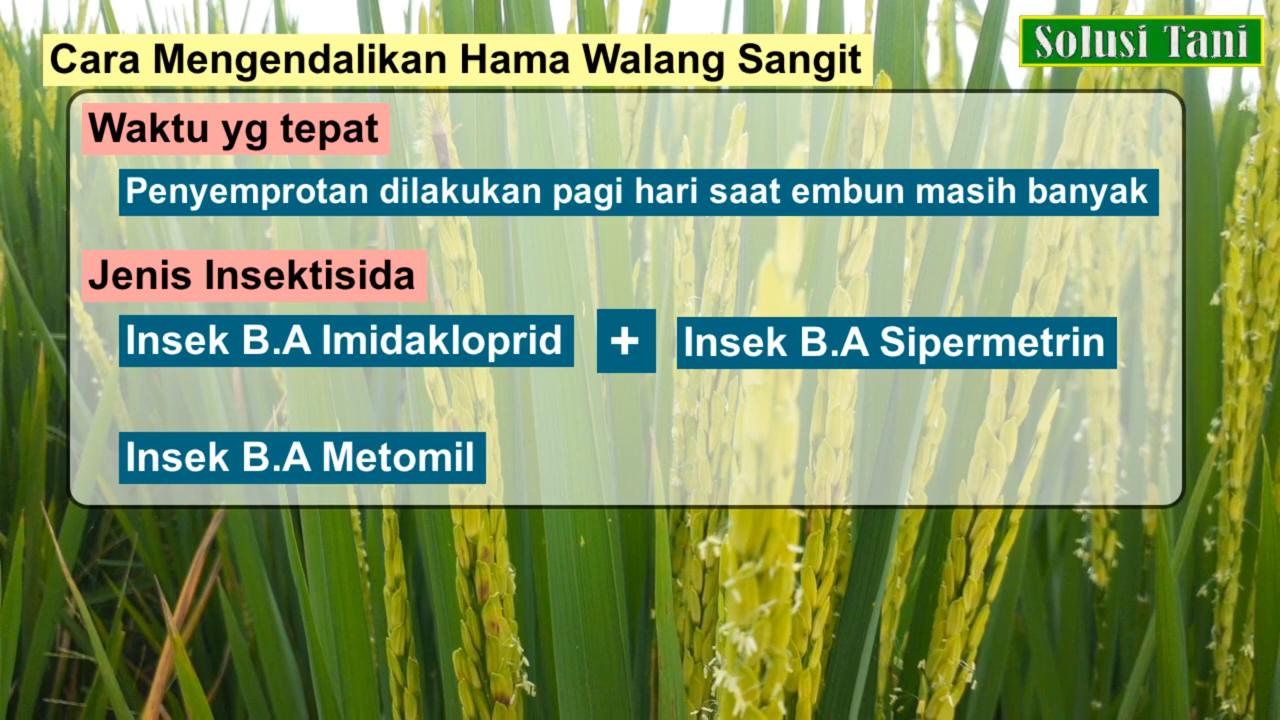 Solusi Tani
Cara Mengendalikan Hama Walang Sangit
Waktu yg tepat
Penyemprotan dilakukan pagi hari saat embun masih banyak
Jenis Insektisida
Insek B.A Imidakloprid + Insek B.A Sipermetrin
Insek B.A Metomil